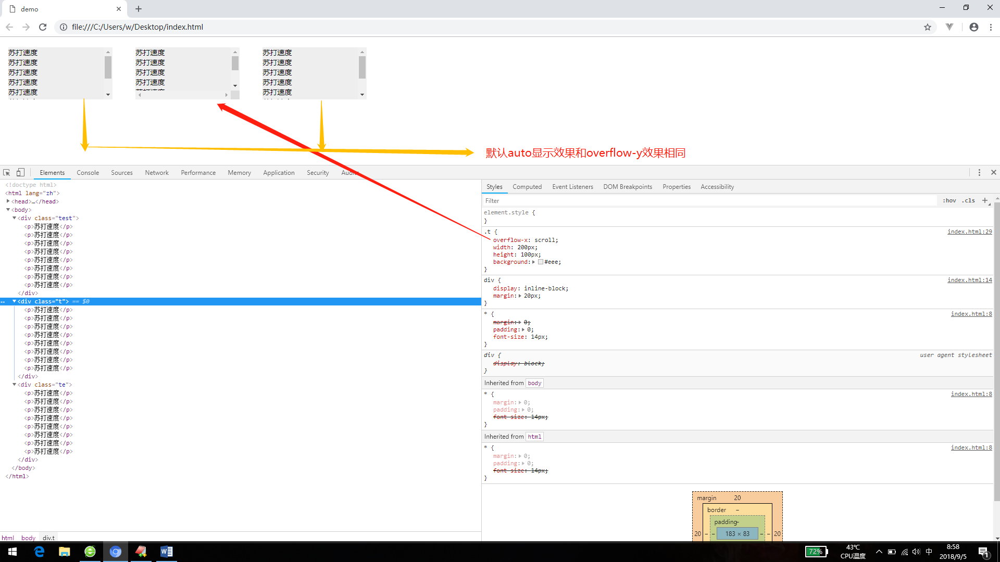 demo
file:///C:/Users/w/Desktop/index.html
苏打速度 苏打速度 苏打速度
苏打速度 苏打速度 苏打速度
苏打速度 苏打速度 苏打速度
苏打速度 苏打速度 苏打速度
苏打速度 苏打速度
默认auto显示效果和overflow-y效果相同
Elements Console Sources Network Performance Memory Application Security
<!doctype html>
<html lang="zh">
<head>…</head>
<body>
<div class="test">
<p>苏打速度</p>
<p>苏打速度</p>
<p>苏打速度</p>
<p>苏打速度</p>
<p>苏打速度</p>
<p>苏打速度</p>
<p>苏打速度</p>
<p>苏打速度</p>
</div>
… <div class="t"> == $0
<p>苏打速度</p>
<p>苏打速度</p>
<p>苏打速度</p>
<p>苏打速度</p>
<p>苏打速度</p>
<p>苏打速度</p>
<p>苏打速度</p>
<p>苏打速度</p>
</div>
<div class="te">
<p>苏打速度</p>
<p>苏打速度</p>
<p>苏打速度</p>
<p>苏打速度</p>
<p>苏打速度</p>
<p>苏打速度</p>
<p>苏打速度</p>
<p>苏打速度</p>
</div>
</body>
</html>
html body div.t
Styles Computed Event Listeners DOM Breakpoints Properties Accessibility
Filter :hov .cls +
element.style {
}
.t { index.html:29
overflow-x: scroll;
width: 200px;
height: 100px;
background: #eee;
}
div { index.html:14
display: inline-block;
margin: 20px;
}
* { index.html:8
margin: 0;
padding: 0;
font-size: 14px;
}
div { user agent stylesheet
display: block;
}
Inherited from body
* { index.html:8
margin: 0;
padding: 0;
font-size: 14px;
}
Inherited from html
* { index.html:8
margin: 0;
padding: 0;
font-size: 14px;
}
margin 20
border –
padding –
20 – – 183 × 83 – – 20
72% 43℃ 中 8:58
CPU温度 2018/9/5 1